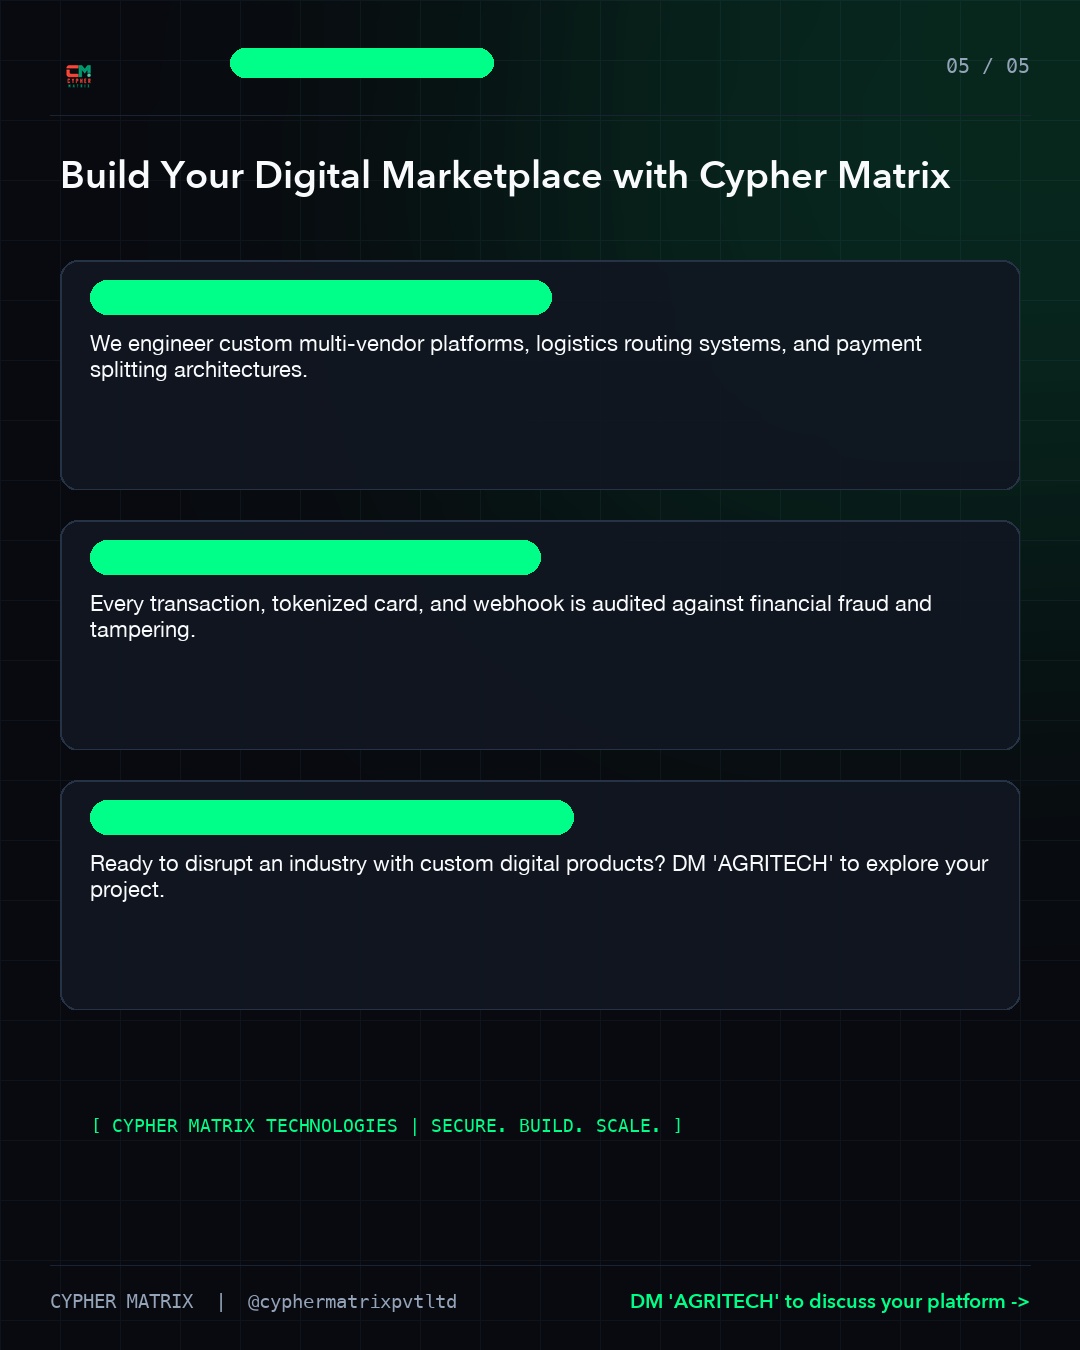 CM
CYPHER
MATRIX
05 / 05
Build Your Digital Marketplace with Cypher Matrix
We engineer custom multi-vendor platforms, logistics routing systems, and payment
splitting architectures.
Every transaction, tokenized card, and webhook is audited against financial fraud and
tampering.
Ready to disrupt an industry with custom digital products? DM 'AGRITECH' to explore your
project.
[ CYPHER MATRIX TECHNOLOGIES | SECURE. BUILD. SCALE. ]
CYPHER MATRIX | @cyphermatrixpvtltd
DM 'AGRITECH' to discuss your platform ->